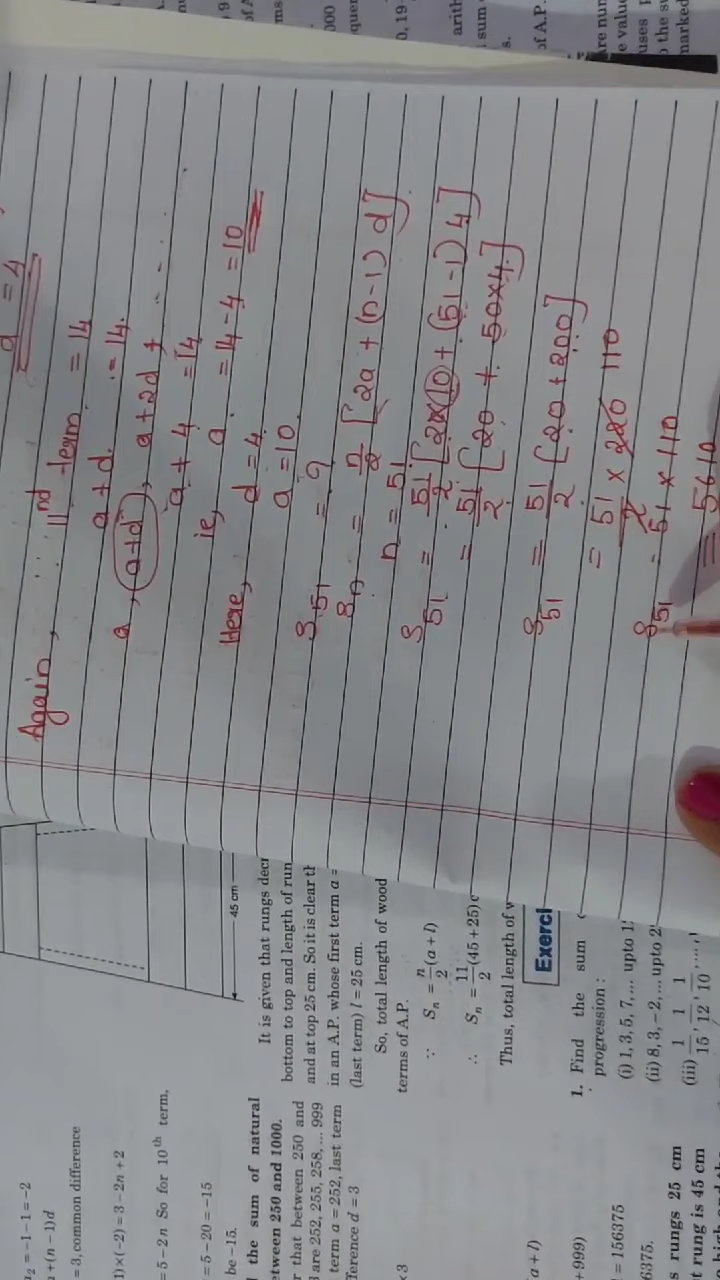 d = 4
Again, IInd term = 14
a + d = 14.
a, a+d, a+2d, ....
a + 4 = 14
ie, a = 14 - 4 = 10
Here, d = 4
a = 10
S51 = ?
Sn = n/2 [2a + (n-1) d]
n = 51
S51 = 51/2 [2×10 + (51-1) 4]
= 51/2 [20 + 50×4]
S51 = 51/2 [20 + 200]
= 51/2 × 220 110
S51 = 51 × 110
= 5610
45 cm
It is given that rungs decr
bottom to top and length of run
and at top 25 cm. So it is clear th
in an A.P. whose first term a =
(last term) l = 25 cm.
So, total length of wood
terms of A.P.
∵ Sn = n/2 (a + l)
∴ Sn = 11/2 (45 + 25) c
Thus, total length of w
Exerci
1. Find the sum
progression :
(i) 1, 3, 5, 7, ... upto 1
(ii) 8, 3, -2, ... upto 2
(iii) 1/15, 1/12, 1/10, ...,
2 = -1 - 1 = -2
+ (n - 1)d
= 3, common difference
1) × (-2) = 3 - 2n + 2
= 5 - 2n So for 10th term,
= 5 - 20 = -15
be -15.
the sum of natural
etween 250 and 1000.
r that between 250 and
are 252, 255, 258, ... 999
term a = 252, last term
ference d = 3
× 3
(a + l)
+ 999)
= 156375
6375.
rungs 25 cm
t rung is 45 cm